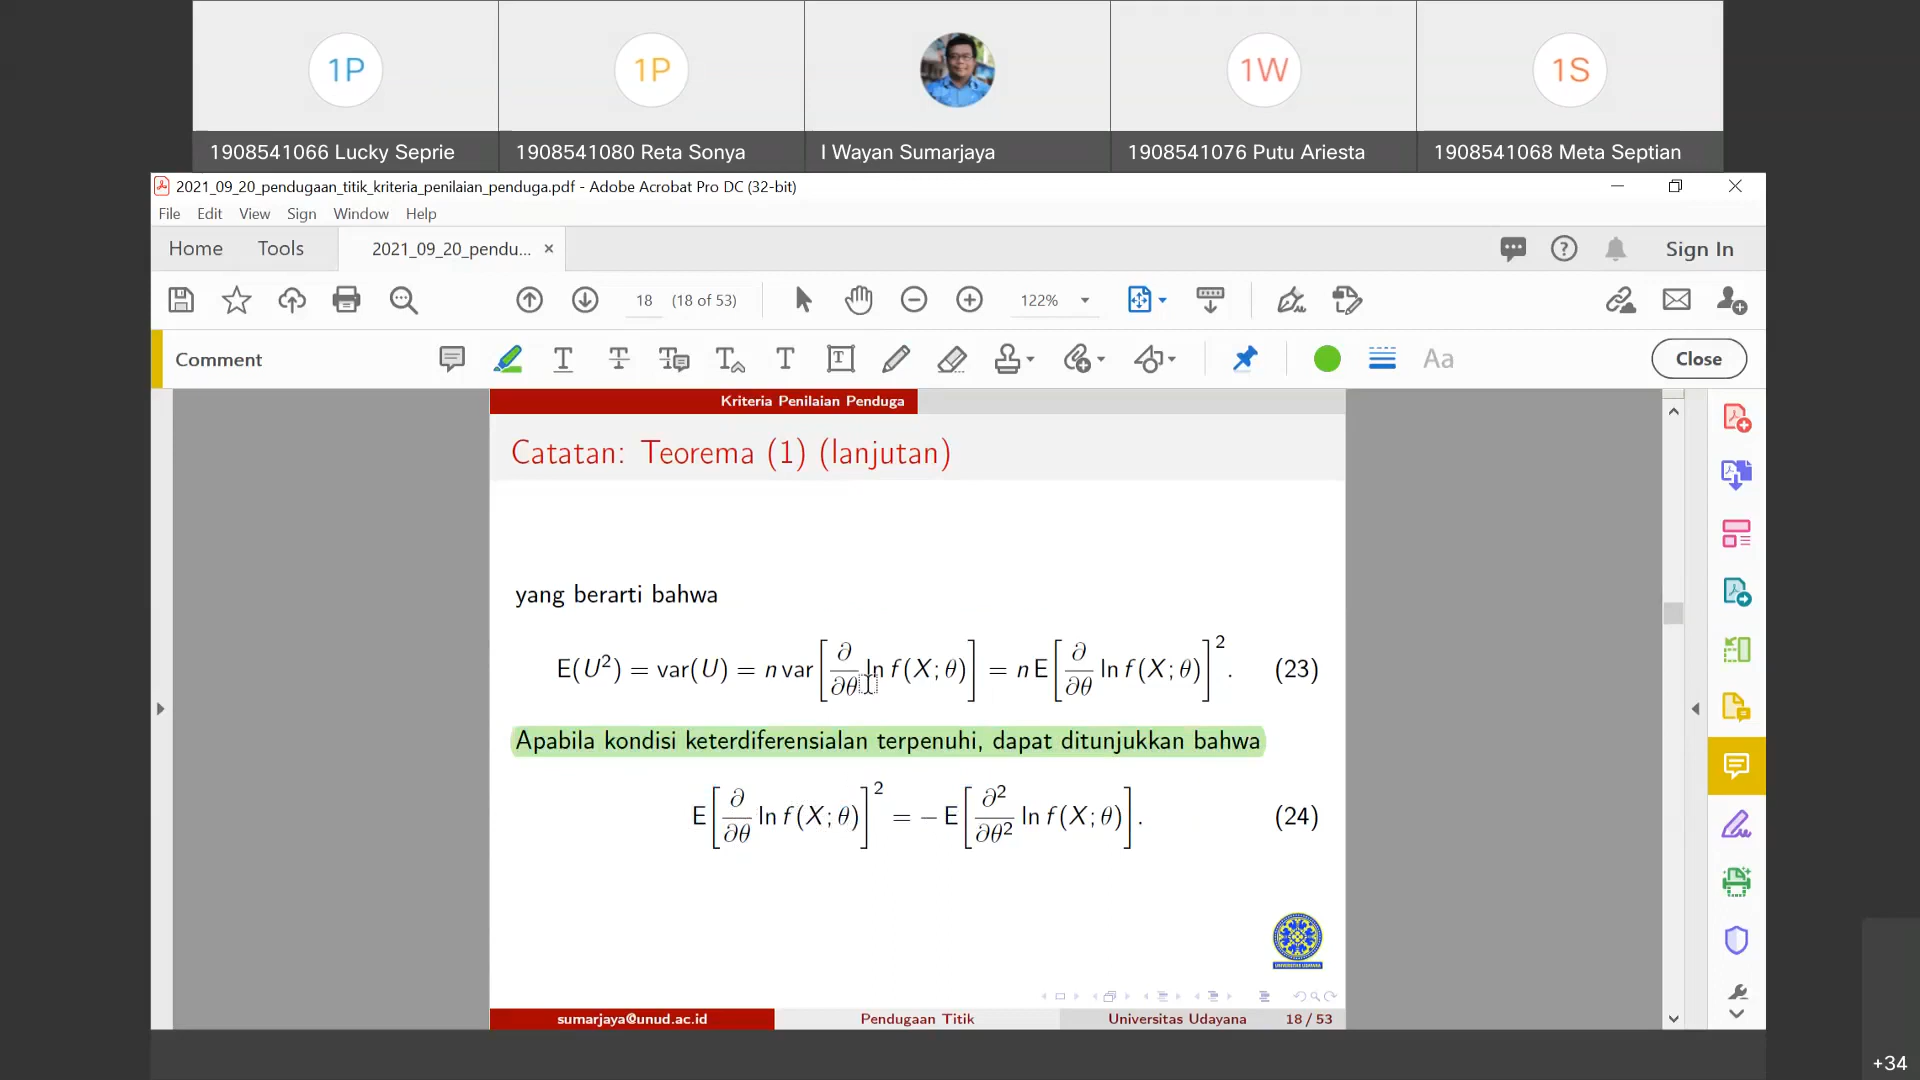 1P
1P
1W
1S
1908541066 Lucky Seprie
1908541080 Reta Sonya
I Wayan Sumarjaya
1908541076 Putu Ariesta
1908541068 Meta Septian
2021_09_20_pendugaan_titik_kriteria_penilaian_penduga.pdf - Adobe Acrobat Pro DC (32-bit)
File Edit View Sign Window Help
Home Tools 2021_09_20_pendu... × Sign In
18 (18 of 53) 122%
Comment Aa Close
Kriteria Penilaian Penduga
Catatan: Teorema (1) (lanjutan)
yang berarti bahwa
E(U²) = var(U) = n var[∂/∂θ ln f(X; θ)] = n E[∂/∂θ ln f(X; θ)]². (23)
Apabila kondisi keterdiferensialan terpenuhi, dapat ditunjukkan bahwa
E[∂/∂θ ln f(X; θ)]² = − E[∂²/∂θ² ln f(X; θ)]. (24)
UNIVERSITAS UDAYANA
sumarjaya@unud.ac.id Pendugaan Titik Universitas Udayana 18 / 53
+34